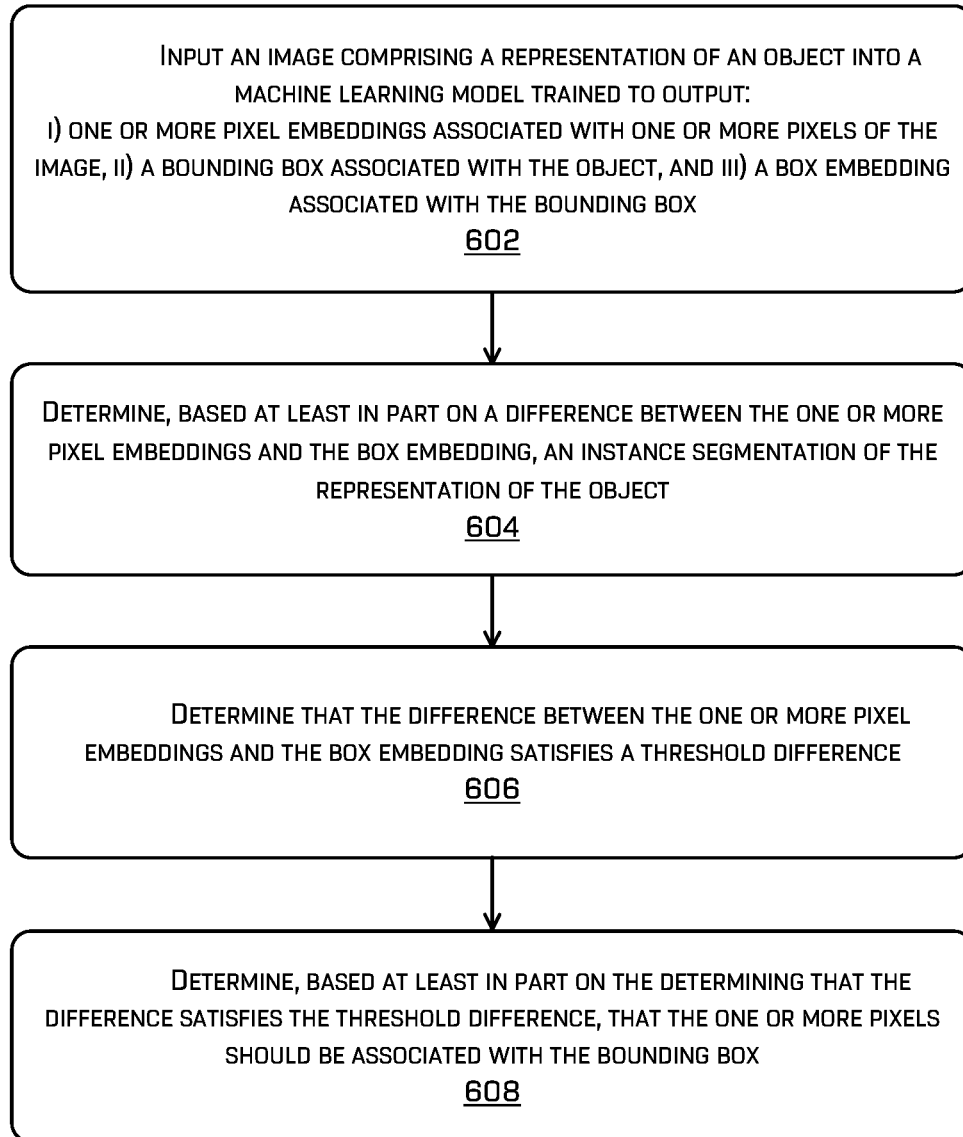 Input an image comprising a representation of an object into a
machine learning model trained to output:
i) one or more pixel embeddings associated with one or more pixels of the
image, ii) a bounding box associated with the object, and iii) a box embedding
associated with the bounding box
602
Determine, based at least in part on a difference between the one or more
pixel embeddings and the box embedding, an instance segmentation of the
representation of the object
604
Determine that the difference between the one or more pixel
embeddings and the box embedding satisfies a threshold difference
606
Determine, based at least in part on the determining that the
difference satisfies the threshold difference, that the one or more pixels
should be associated with the bounding box
608